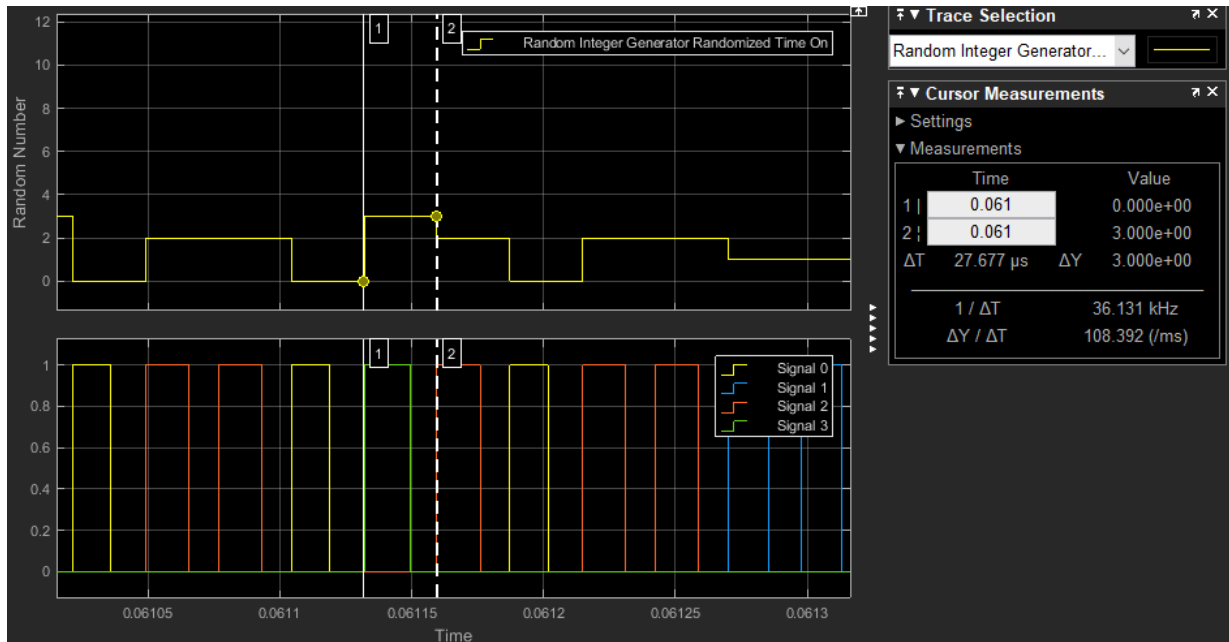 12
10
8
6
4
2
0
Random Number
1
2
Random Integer Generator Randomized Time On
1
0.8
0.6
0.4
0.2
0
1
2
Signal 0
Signal 1
Signal 2
Signal 3
0.06105
0.0611
0.06115
0.0612
0.06125
0.0613
Time
Trace Selection
Random Integer Generator...
Cursor Measurements
Settings
Measurements
Time Value
1 | 0.061 0.000e+00
2 ¦ 0.061 3.000e+00
ΔT 27.677 µs ΔY 3.000e+00
1 / ΔT 36.131 kHz
ΔY / ΔT 108.392 (/ms)